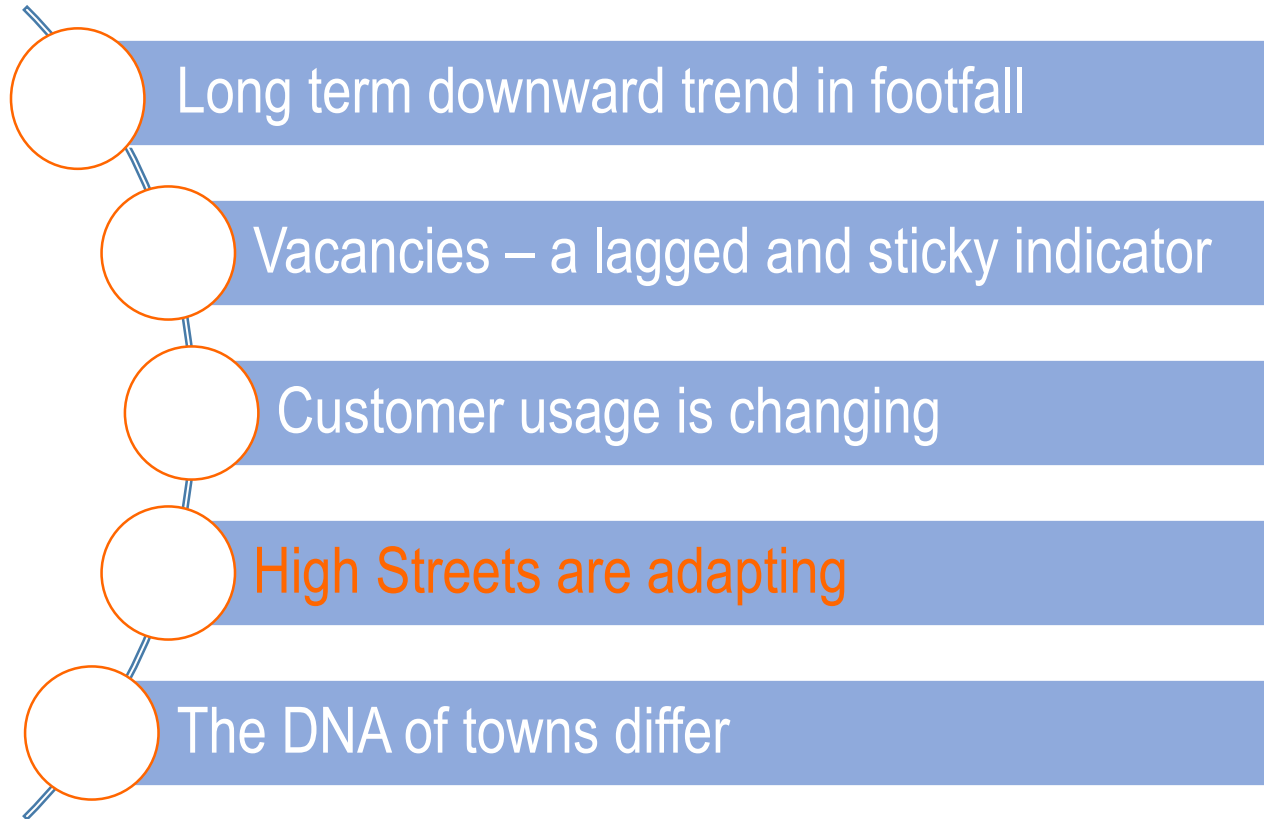 Long term downward trend in footfall
Vacancies – a lagged and sticky indicator
Customer usage is changing
High Streets are adapting
The DNA of towns differ